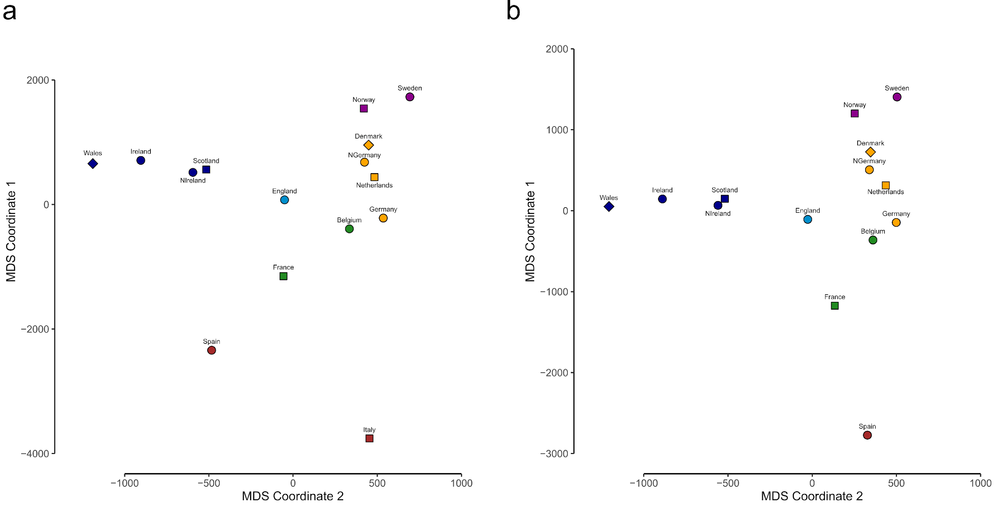 a
2000
0
−2000
−4000
MDS Coordinate 1
Sweden
Norway
Denmark
NGermany
Netherlands
Wales
Ireland
Scotland
NIreland
England
Germany
Belgium
France
Spain
Italy
−1000
−500
0
500
1000
MDS Coordinate 2
b
2000
1000
0
−1000
−2000
−3000
MDS Coordinate 1
Sweden
Norway
Denmark
NGermany
Netherlands
Ireland
Scotland
Wales
NIreland
England
Germany
Belgium
France
Spain
−1000
−500
0
500
1000
MDS Coordinate 2